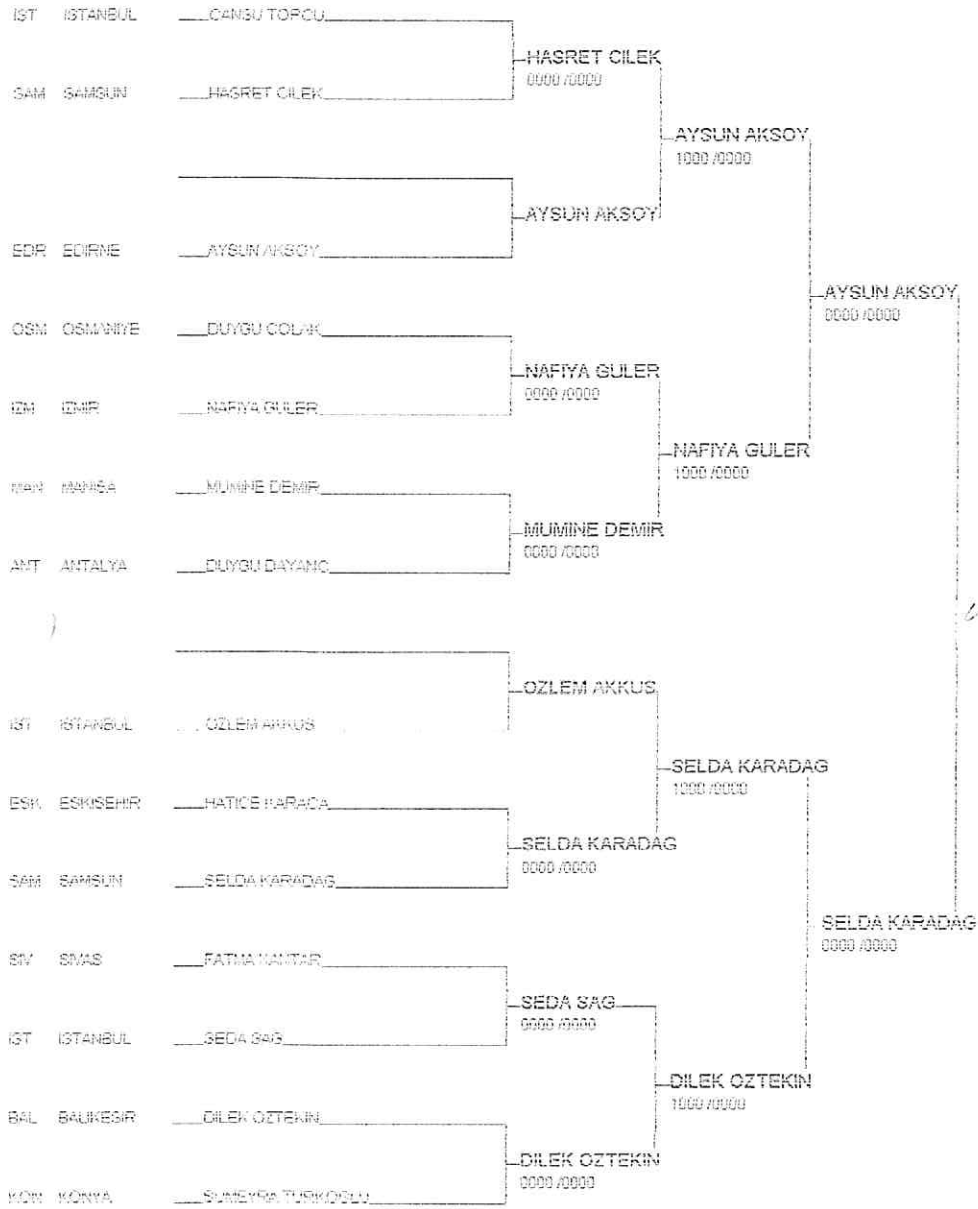 IST ISTANBUL CANSU TOPCU
HASRET CILEK
0000 /0000
SAM SAMSUN HASRET CILEK
AYSUN AKSOY
1000 /0000
AYSUN AKSOY
EDR EDIRNE AYSUN AKSOY
AYSUN AKSOY
0000 /0000
OSM OSMANIYE DUYGU COLAK
NAFIYA GULER
0000 /0000
IZM IZMIR NAFIYA GULER
NAFIYA GULER
1000 /0000
MAN MANISA MUMINE DEMIR
MUMINE DEMIR
0000 /0000
ANT ANTALYA DUYGU DAYANC
OZLEM AKKUS
IST ISTANBUL OZLEM AKKUS
SELDA KARADAG
1000 /0000
ESK ESKISEHIR HATICE KARACA
SELDA KARADAG
0000 /0000
SAM SAMSUN SELDA KARADAG
SELDA KARADAG
0000 /0000
SIV SIVAS FATMA KANTAR
SEDA SAG
0000 /0000
IST ISTANBUL SEDA SAG
DILEK OZTEKIN
1000 /0000
BAL BALIKESIR DILEK OZTEKIN
DILEK OZTEKIN
0000 /0000
KON KONYA SUMEYRA TURKOGLU